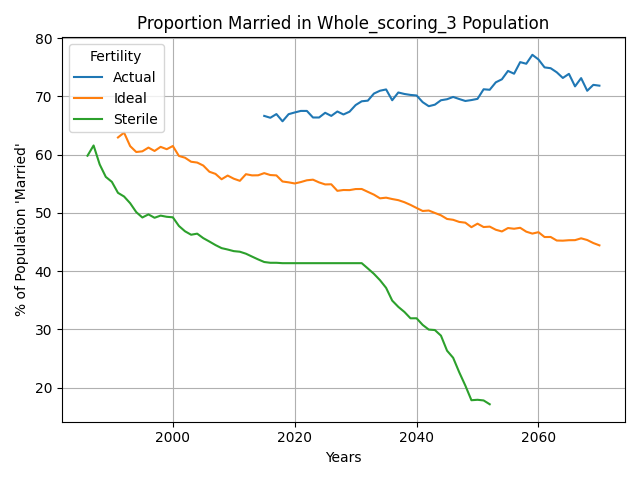 Proportion Married in Whole_scoring_3 Population
Fertility
Actual
Ideal
Sterile
% of Population 'Married'
80
70
60
50
40
30
20
2000
2020
2040
2060
Years